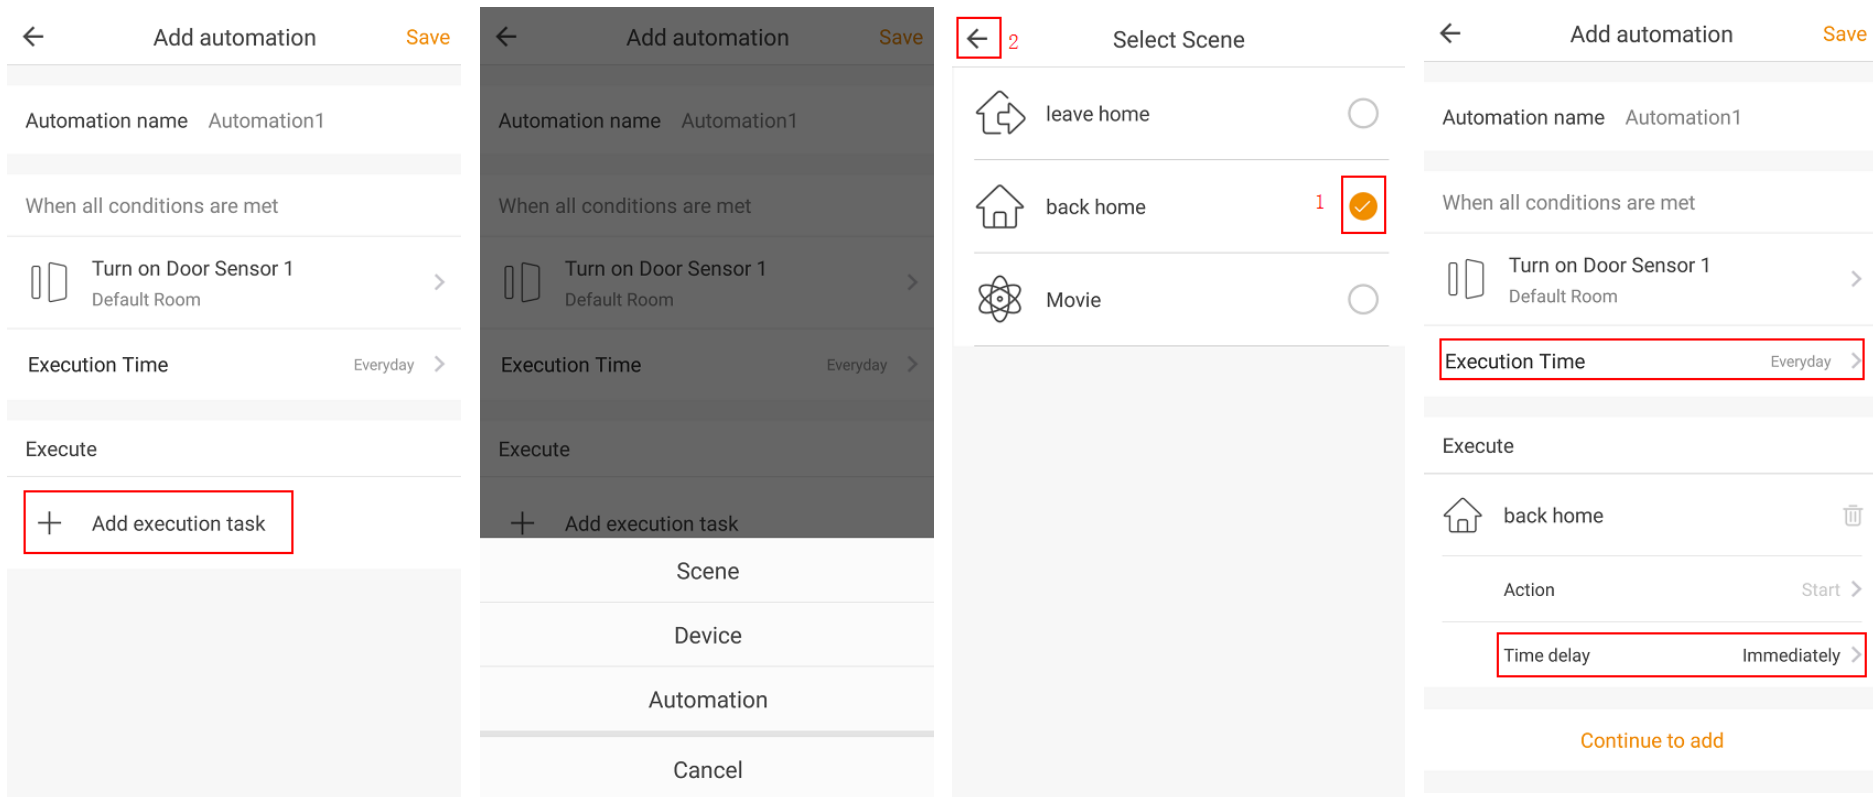 Add automation Save
Automation name Automation1
When all conditions are met
Turn on Door Sensor 1
Default Room
Execution Time Everyday
Execute
Add execution task
Add automation Save
Automation name Automation1
When all conditions are met
Turn on Door Sensor 1
Default Room
Execution Time Everyday
Execute
Add execution task
Scene
Device
Automation
Cancel
2 Select Scene
leave home
back home 1
Movie
Add automation Save
Automation name Automation1
When all conditions are met
Turn on Door Sensor 1
Default Room
Execution Time Everyday
Execute
back home
Action Start
Time delay Immediately
Continue to add